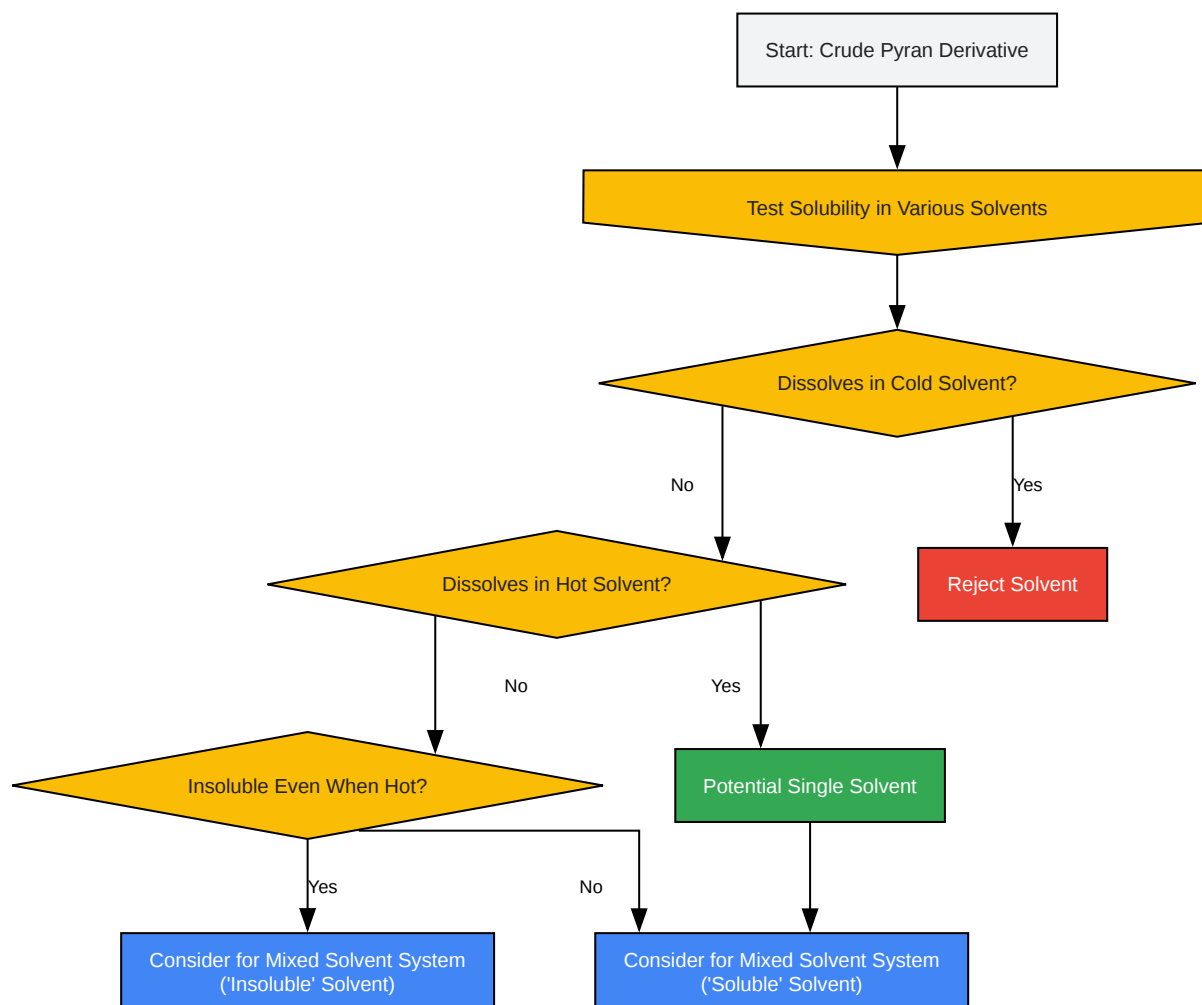 Start: Crude Pyran Derivative
Test Solubility in Various Solvents
Dissolves in Cold Solvent?
No
Yes
Dissolves in Hot Solvent?
Reject Solvent
No
Yes
Insoluble Even When Hot?
Potential Single Solvent
Yes
No
Consider for Mixed Solvent System
('Insoluble' Solvent)
Consider for Mixed Solvent System
('Soluble' Solvent)